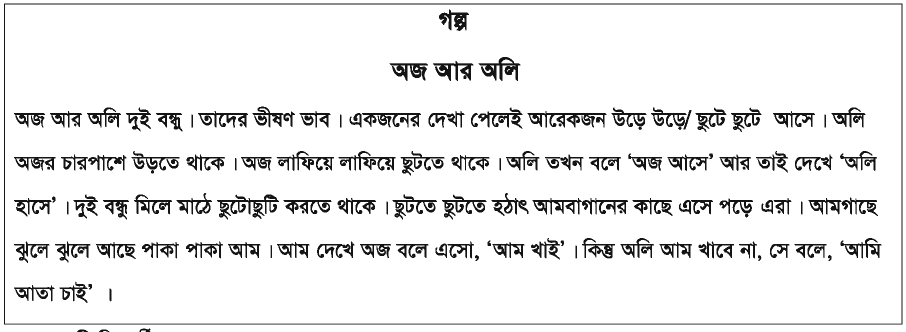 গল্প
অজ আর অলি
অজ আর অলি দুই বন্ধু । তাদের ভীষণ ভাব । একজনের দেখা পেলেই আরেকজন উড়ে উড়ে/ ছুটে ছুটে আসে । অলি
অজর চারপাশে উড়তে থাকে । অজ লাফিয়ে লাফিয়ে ছুটতে থাকে । অলি তখন বলে ‘অজ আসে’ আর তাই দেখে ‘অলি
হাসে’ । দুই বন্ধু মিলে মাঠে ছুটোছুটি করতে থাকে । ছুটতে ছুটতে হঠাৎ আমবাগানের কাছে এসে পড়ে এরা । আমগাছে
ঝুলে ঝুলে আছে পাকা পাকা আম । আম দেখে অজ বলে এসো, ‘আম খাই’ । কিন্তু অলি আম খাবে না, সে বলে, ‘আমি
আতা চাই’ ।